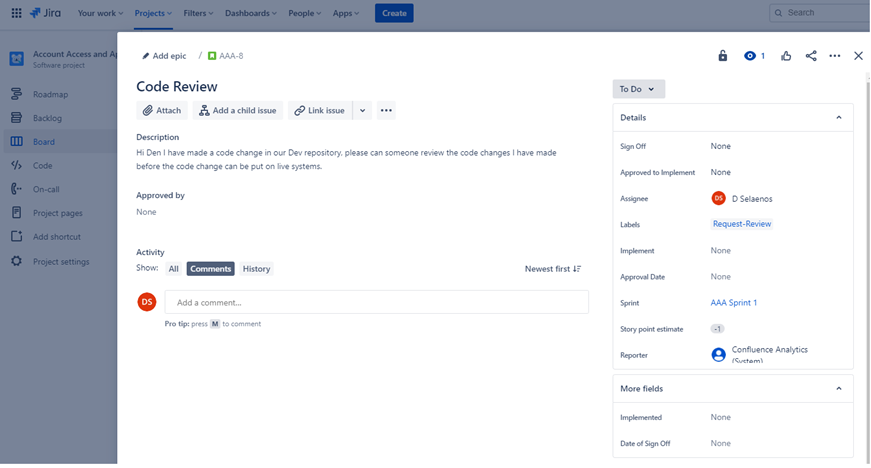 Jira
Your work
Projects
Filters
Dashboards
People
Apps
Create
Search
Account Access and Ap
Software project
Roadmap
Backlog
Board
Code
On-call
Project pages
Add shortcut
Project settings
Add epic / AAA-8
1
Code Review
Attach
Add a child issue
Link issue
Description
Hi Den I have made a code change in our Dev repository, please can someone review the code changes I have made
before the code change can be put on live systems.
Approved by
None
Activity
Show: All Comments History
Newest first
DS
Add a comment...
Pro tip: press M to comment
To Do
Details
Sign Off None
Approved to Implement None
Assignee DS D Selaenos
Labels Request-Review
Implement None
Approval Date None
Sprint AAA Sprint 1
Story point estimate -1
Reporter Confluence Analytics
(System)
More fields
Implemented None
Date of Sign Off None